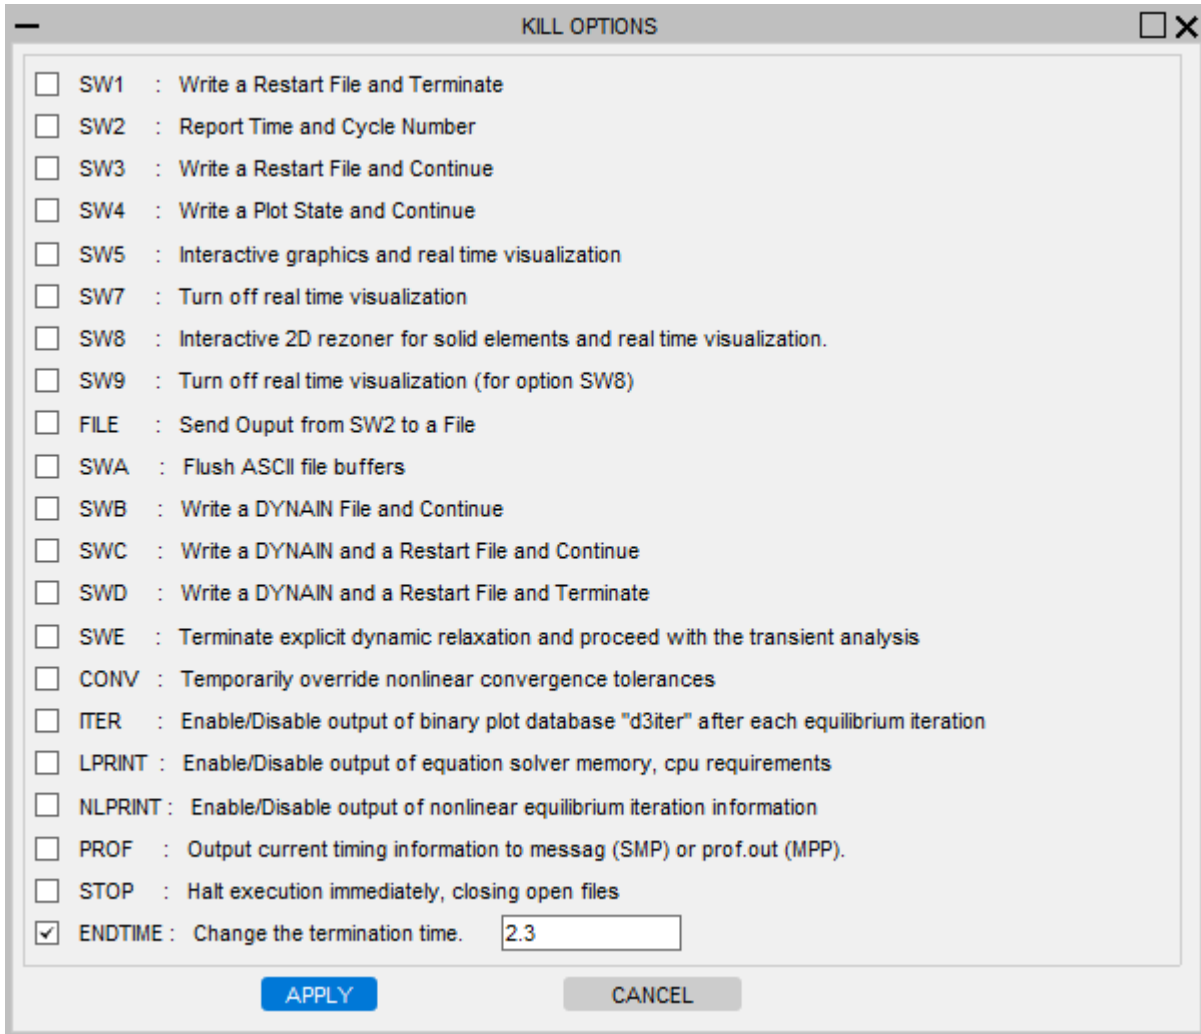 KILL OPTIONS
SW1 : Write a Restart File and Terminate
SW2 : Report Time and Cycle Number
SW3 : Write a Restart File and Continue
SW4 : Write a Plot State and Continue
SW5 : Interactive graphics and real time visualization
SW7 : Turn off real time visualization
SW8 : Interactive 2D rezoner for solid elements and real time visualization.
SW9 : Turn off real time visualization (for option SW8)
FILE : Send Ouput from SW2 to a File
SWA : Flush ASCII file buffers
SWB : Write a DYNAIN File and Continue
SWC : Write a DYNAIN and a Restart File and Continue
SWD : Write a DYNAIN and a Restart File and Terminate
SWE : Terminate explicit dynamic relaxation and proceed with the transient analysis
CONV : Temporarily override nonlinear convergence tolerances
ITER : Enable/Disable output of binary plot database "d3iter" after each equilibrium iteration
LPRINT : Enable/Disable output of equation solver memory, cpu requirements
NLPRINT : Enable/Disable output of nonlinear equilibrium iteration information
PROF : Output current timing information to messag (SMP) or prof.out (MPP).
STOP : Halt execution immediately, closing open files
ENDTIME : Change the termination time. 2.3
APPLY CANCEL